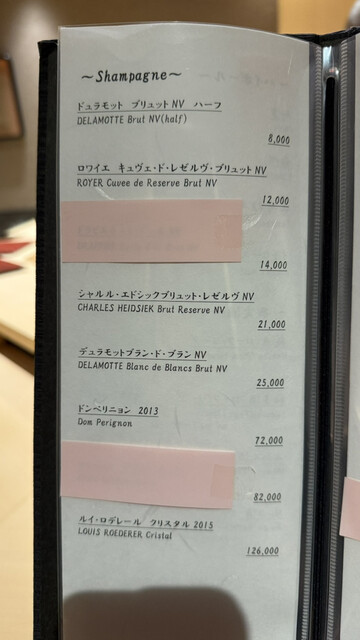 ~Shampagne~
ドュラモット ブリュットNV ハーフ
DELAMOTTE Brut NV(half)
8,000
ロワイエ キュヴェ・ド・レゼルヴ・ブリュットNV
ROYER Cuvee de Reserve Brut NV
12,000
14,000
シャルル・エドシックブリュット・レゼルヴNV
CHARLES HEIDSIEK Brut Reserve NV
21,000
デュラモットブラン・ド・ブランNV
DELAMOTTE Blanc de Blancs Brut NV
25,000
ドンペリニョン 2013
Dom Perignon
72,000
82,000
ルイ・ロデレール クリスタル 2015
LOUIS ROEDERER Cristal
126,000